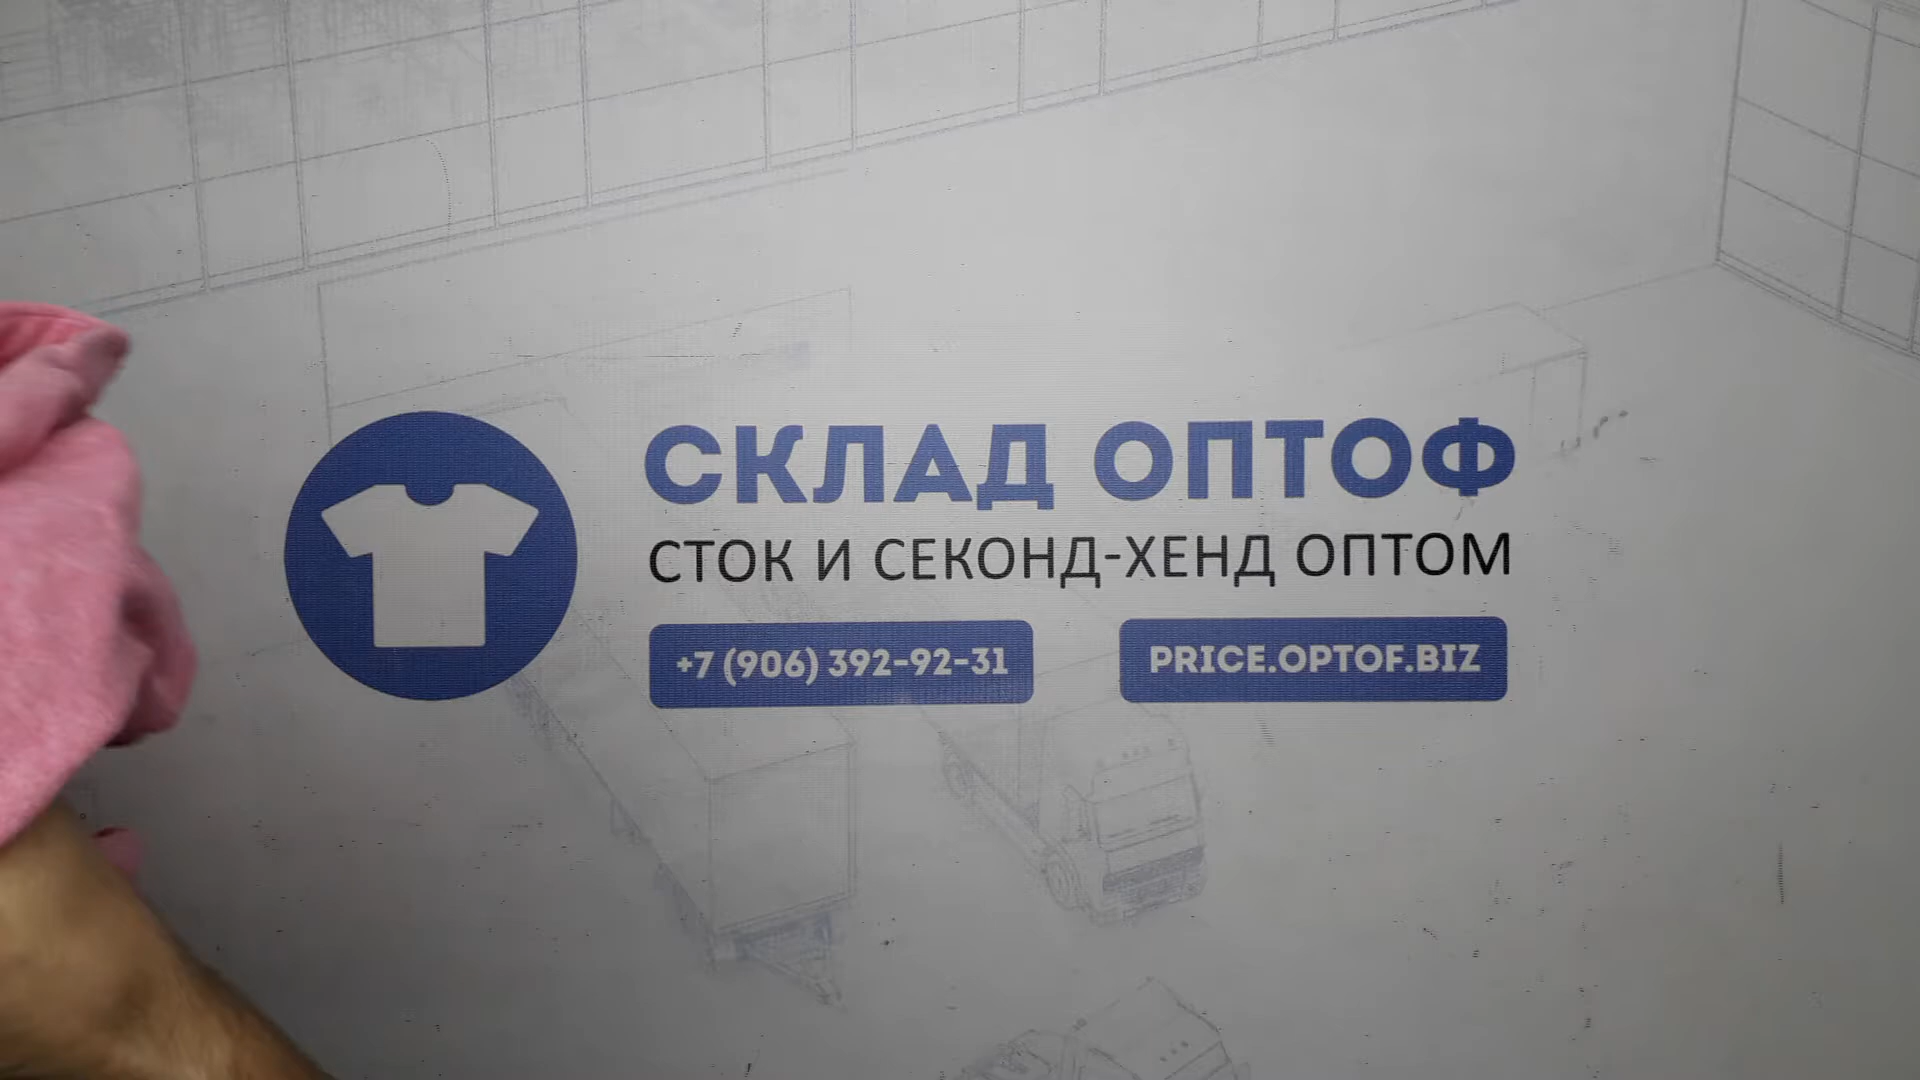 СКЛАД ОПТОФ
СТОК И СЕКОНД-ХЕНД ОПТОМ
+7 (906) 392-92-31
PRICE.OPTOF.BIZ